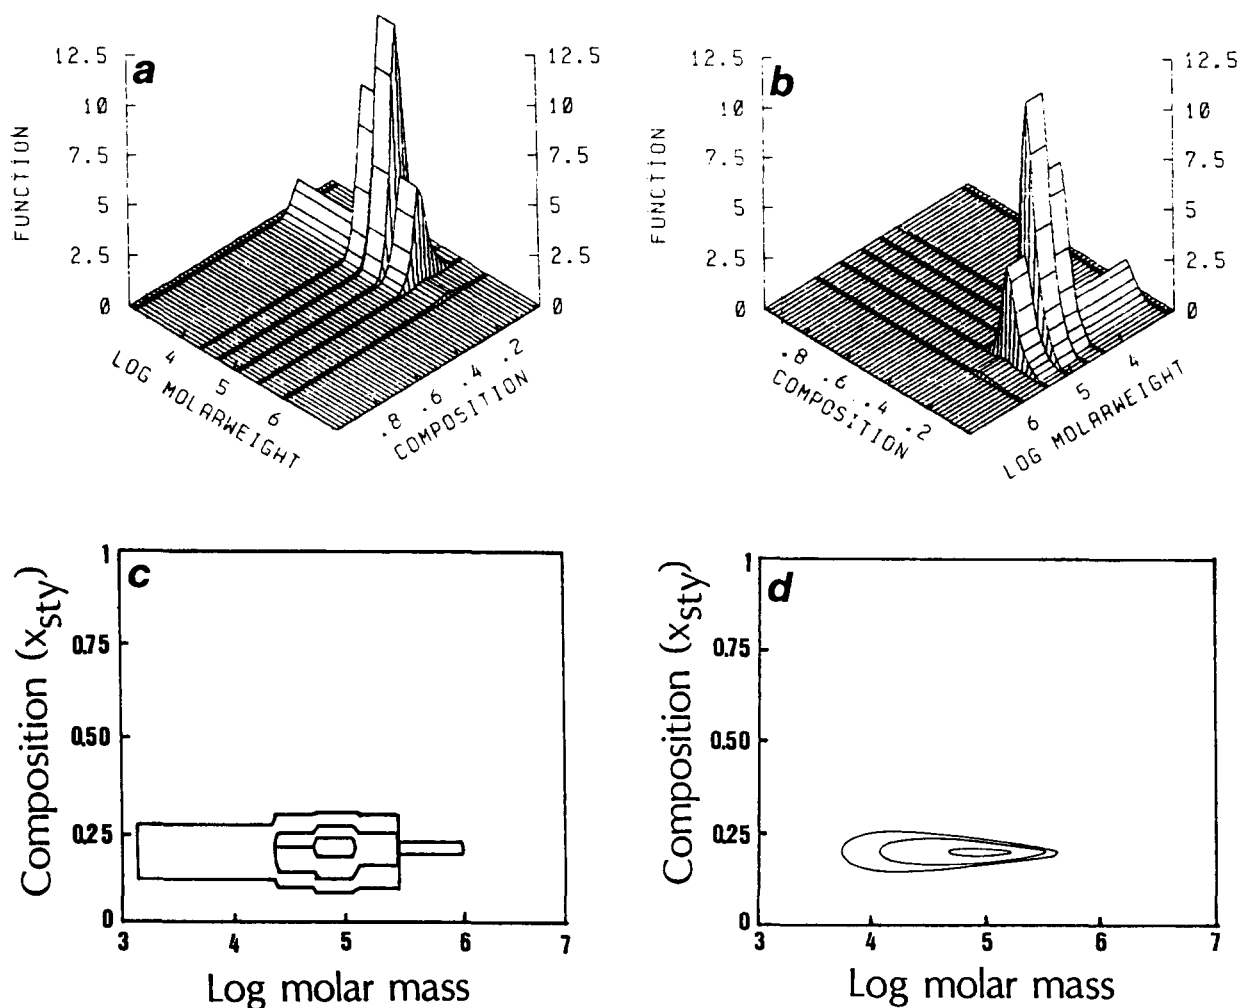 a
12.5
10
7.5
5
2.5
0
FUNCTION
12.5
10
7.5
5
2.5
0
4
5
6
LOG MOLARWEIGHT
.8 .6 .4 .2
COMPOSITION
b
12.5
10
7.5
5
2.5
0
FUNCTION
12.5
10
7.5
5
2.5
0
.8 .6 .4 .2
COMPOSITION
6
5
4
LOG MOLARWEIGHT
c
Composition (xsty)
1
0.75
0.50
0.25
0
3 4 5 6 7
Log molar mass
d
Composition (xsty)
1
0.75
0.50
0.25
0
3 4 5 6 7
Log molar mass